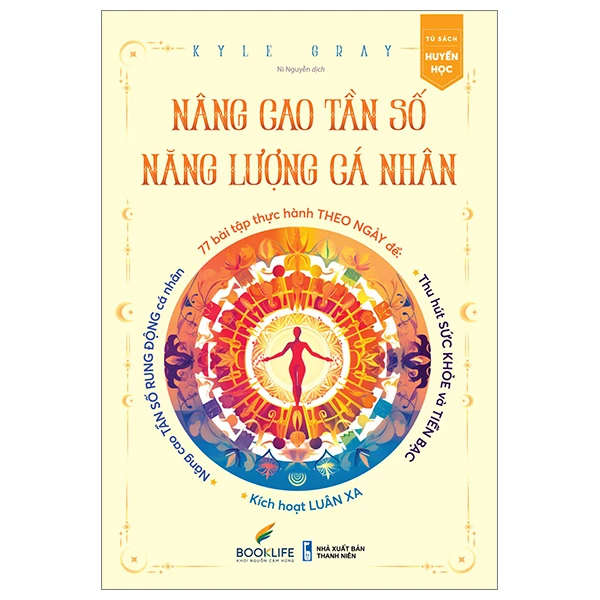 KYLE GRAY
Ni Nguyễn dịch
TỦ SÁCH
HUYỀN
HỌC
NÂNG CAO TẦN SỐ
NĂNG LƯỢNG CÁ NHÂN
77 bài tập thực hành THEO NGÀY để:
Thu hút SỨC KHỎE và TIỀN BẠC
Nâng cao TẦN SỐ RUNG ĐỘNG cá nhân
Kích hoạt LUÂN XA
BOOKLIFE
KHƠI NGUỒN CẢM HỨNG
NHÀ XUẤT BẢN
THANH NIÊN